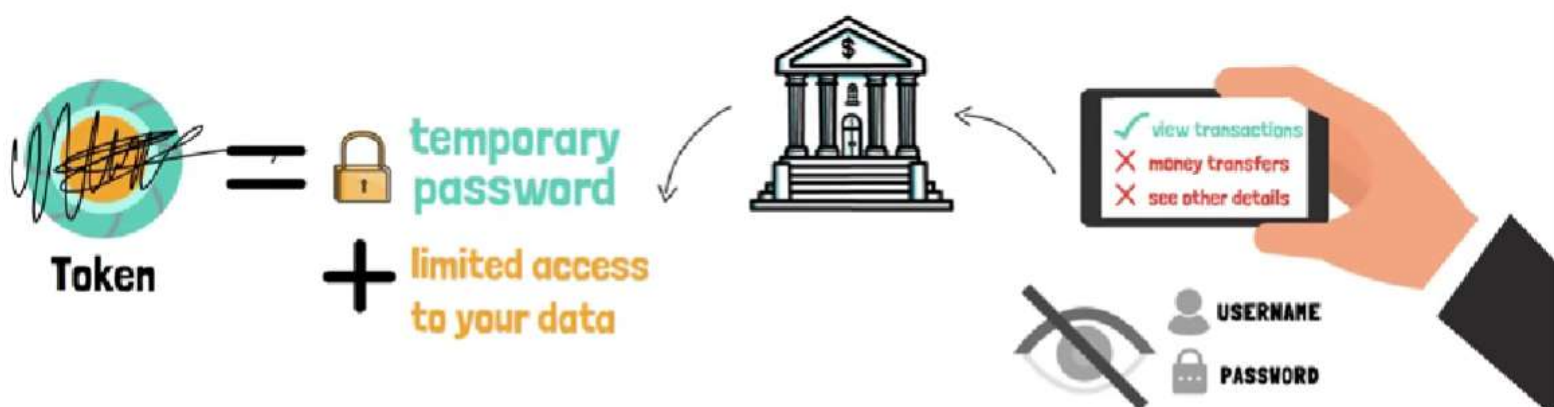 Token
temporary
password
limited access
to your data
$
view transactions
money transfers
see other details
USERNAME
PASSWORD